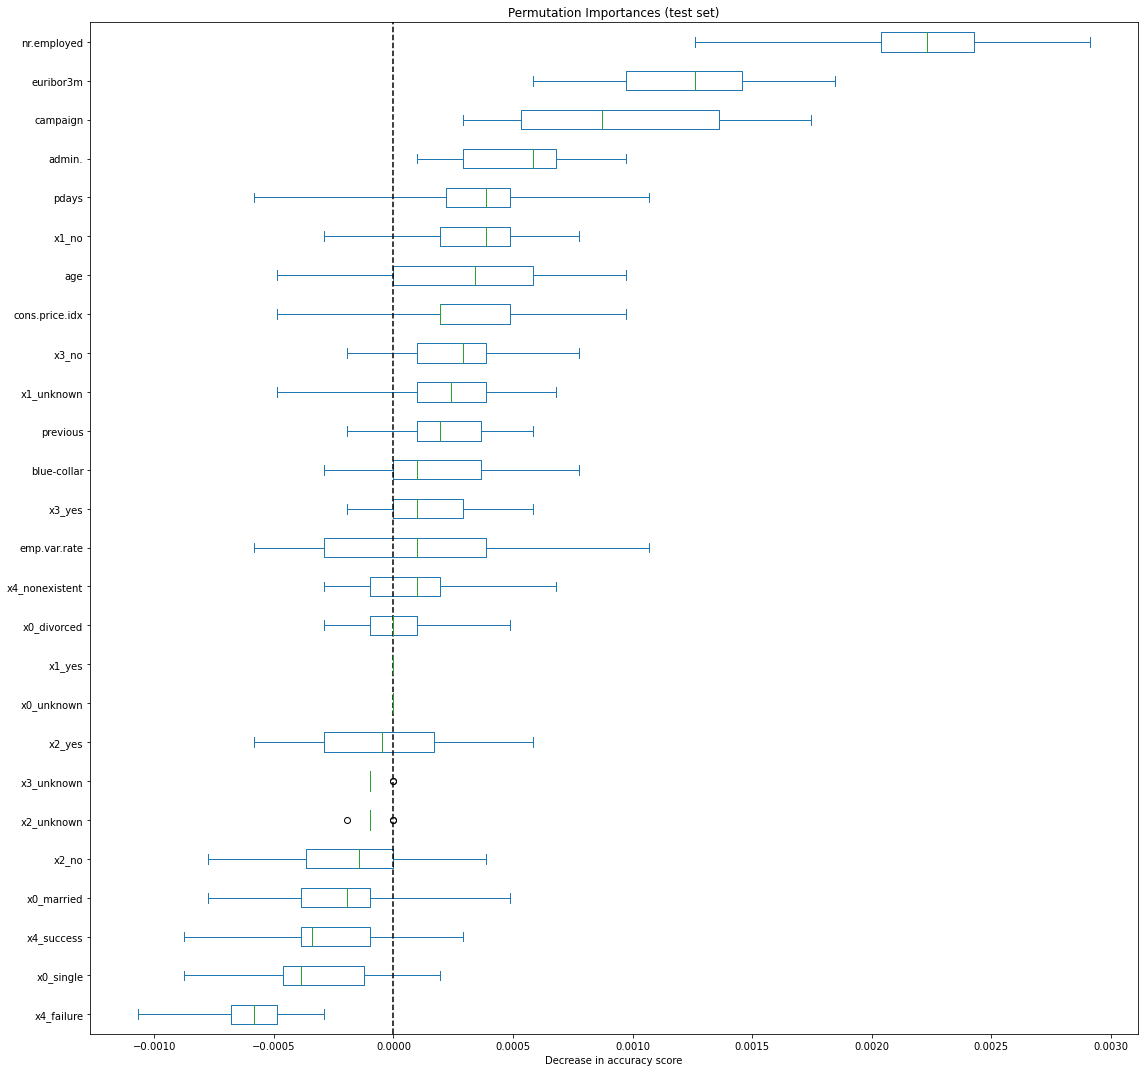 Permutation Importances (test set)
nr.employed
euribor3m
campaign
admin.
pdays
x1_no
age
cons.price.idx
x3_no
x1_unknown
previous
blue-collar
x3_yes
emp.var.rate
x4_nonexistent
x0_divorced
x1_yes
x0_unknown
x2_yes
x3_unknown
x2_unknown
x2_no
x0_married
x4_success
x0_single
x4_failure
−0.0010 −0.0005 0.0000 0.0005 0.0010 0.0015 0.0020 0.0025 0.0030
Decrease in accuracy score